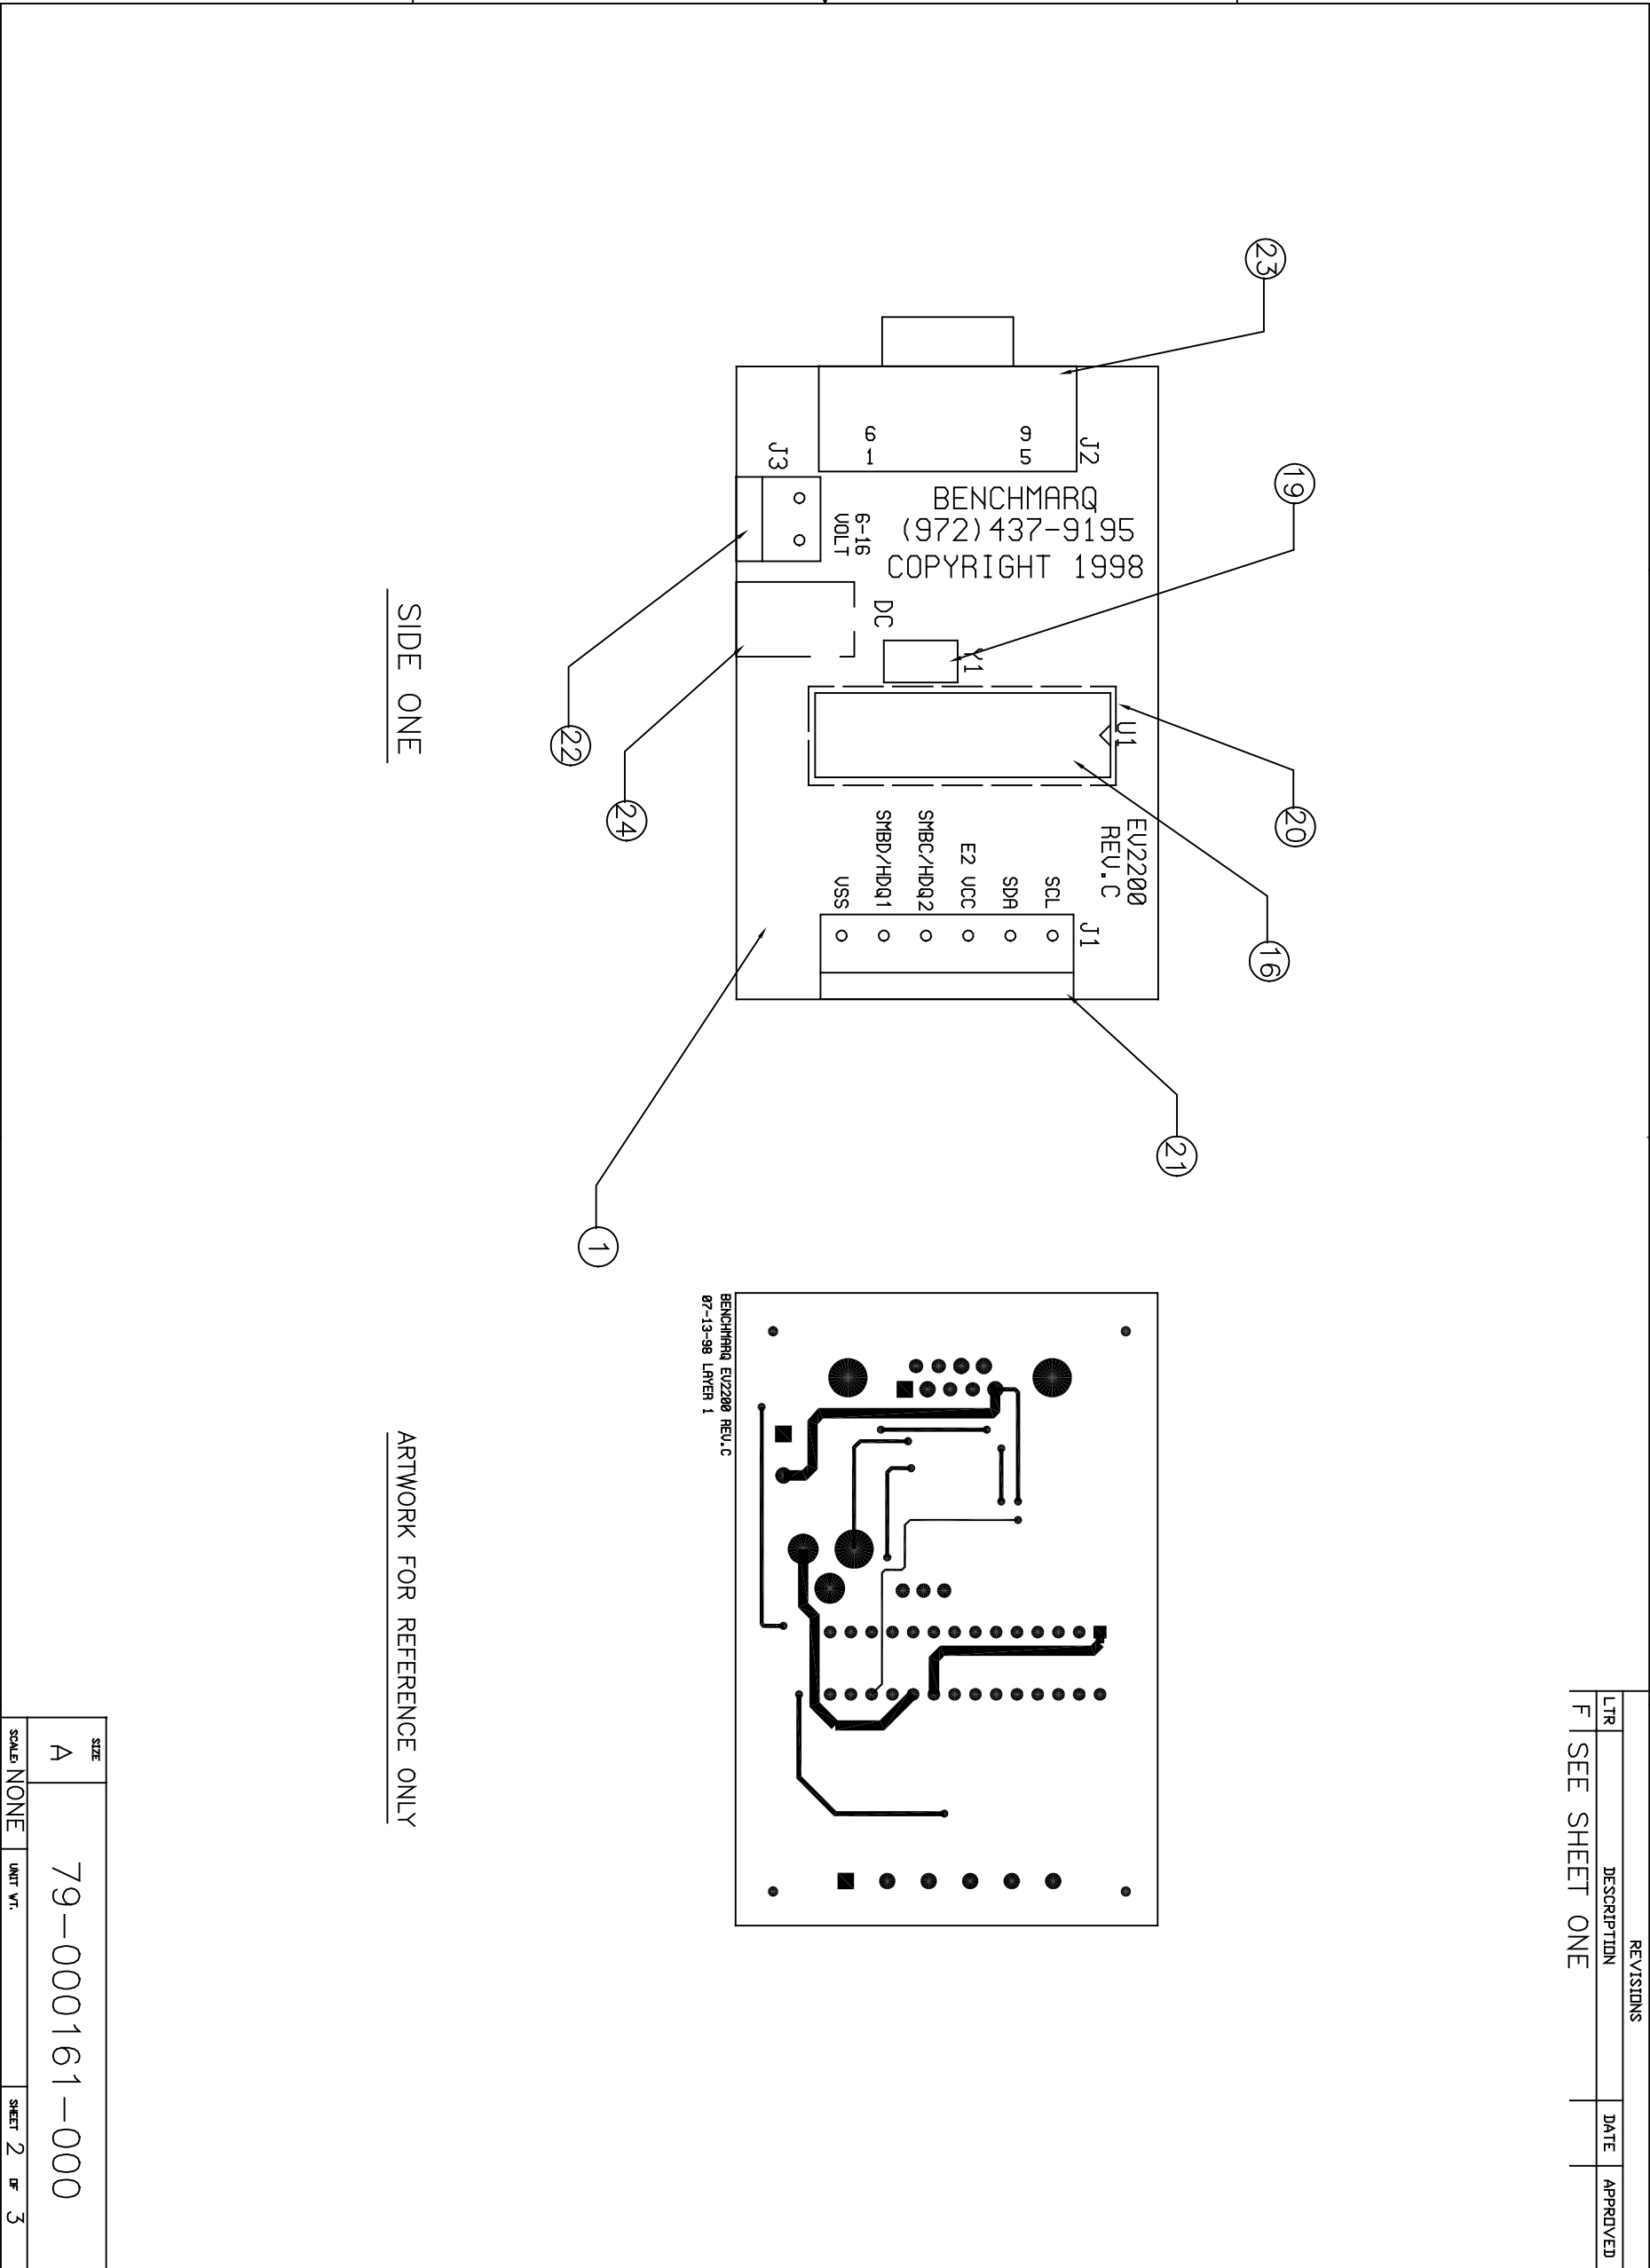 REVISIONS
LTR DESCRIPTION DATE APPROVED
F SEE SHEET ONE
23
19
20
16
21
J2
9 5
6 1
J3
6-16
VOLT
BENCHMARQ
(972)437-9195
COPYRIGHT 1998
DC
Y1
U1
EV2200
REV.C
J1
SCL
SDA
E2 VCC
SMBC/HDQ2
SMBD/HDQ1
VSS
22
24
1
SIDE ONE
BENCHMARQ EV2200 REV.C
07-13-98 LAYER 1
ARTWORK FOR REFERENCE ONLY
SIZE
A
79-000161-000
SCALE: NONE
UNIT WT.
SHEET 2 OF 3